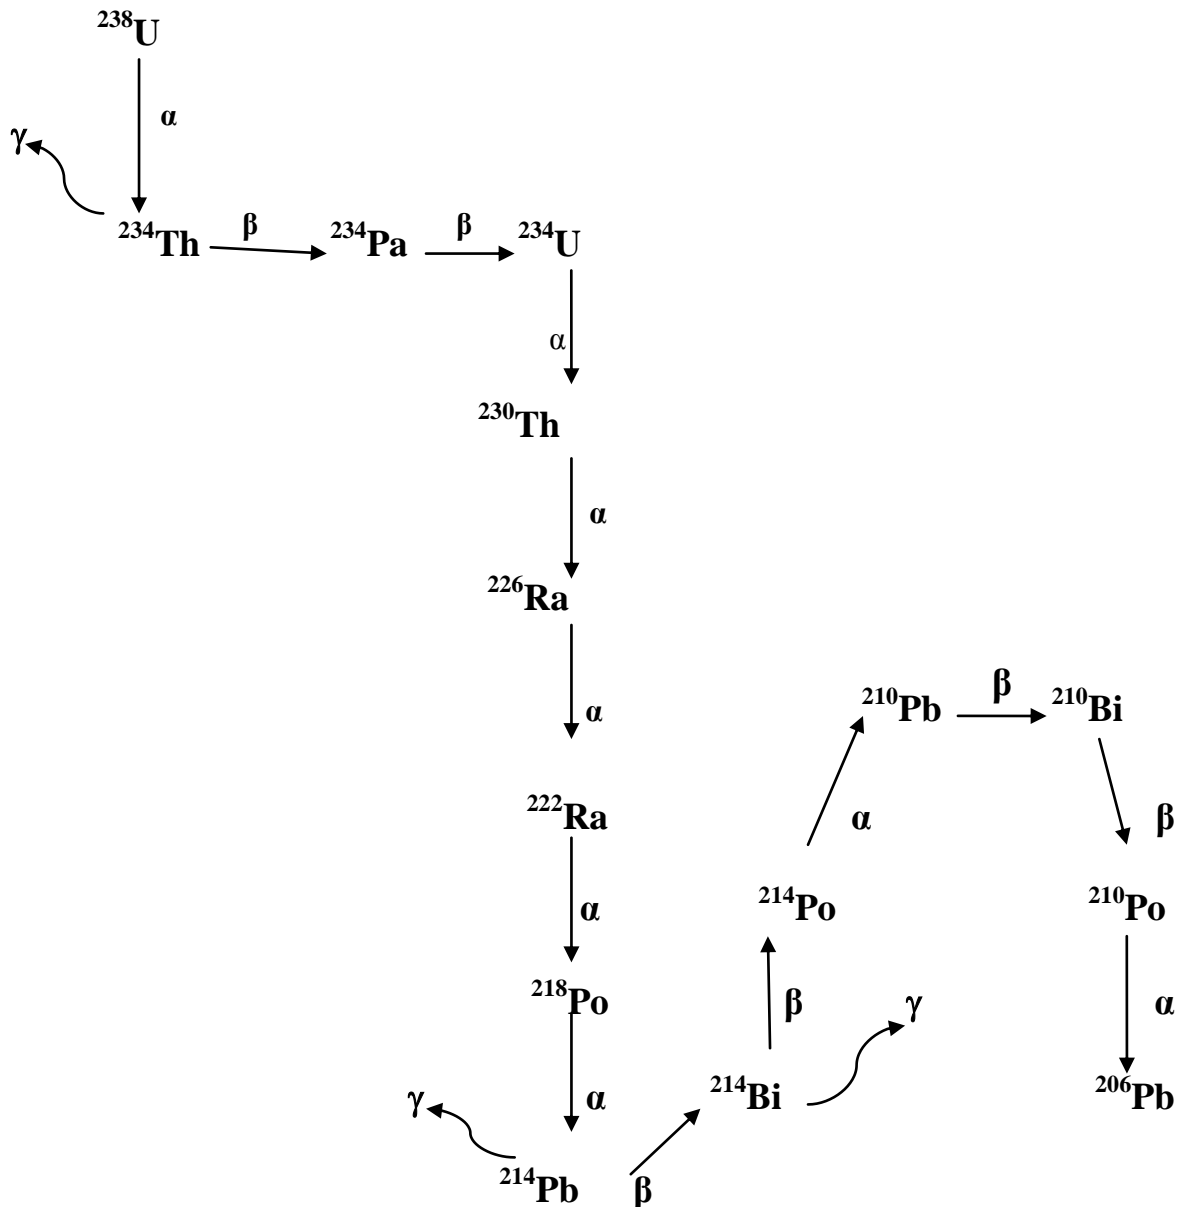 ²³⁸U
α
γ
²³⁴Th β ²³⁴Pa β ²³⁴U
α
²³⁰Th
α
²²⁶Ra
α
²²²Ra
α
²¹⁸Po
α
γ
²¹⁴Pb
β
²¹⁴Bi
γ
β
²¹⁴Po
α
²¹⁰Pb β ²¹⁰Bi
β
²¹⁰Po
α
²⁰⁶Pb